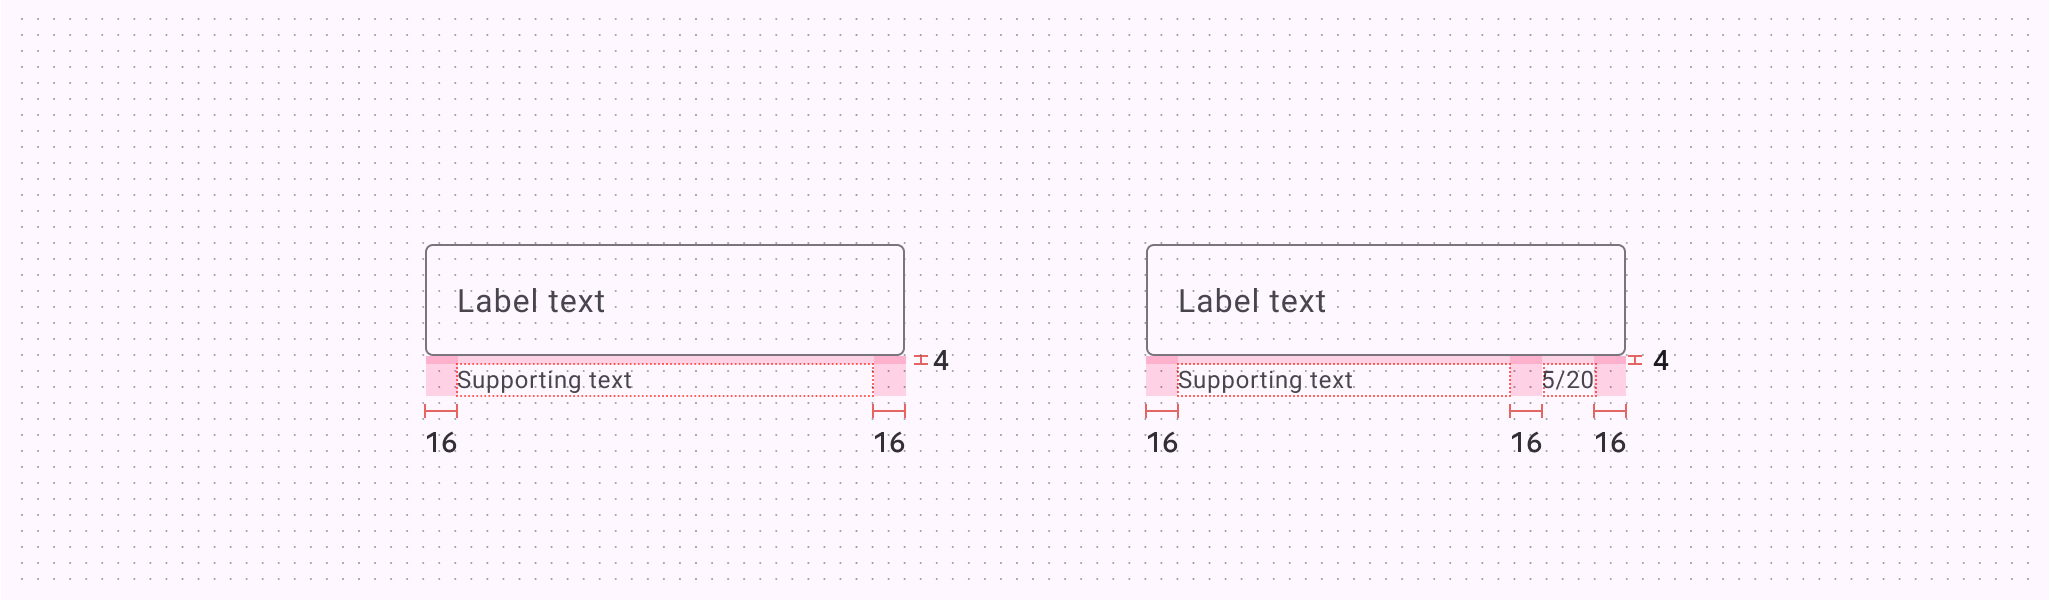 Label text
4
Supporting text
16 16
Label text
4
Supporting text 5/20
16 16 16